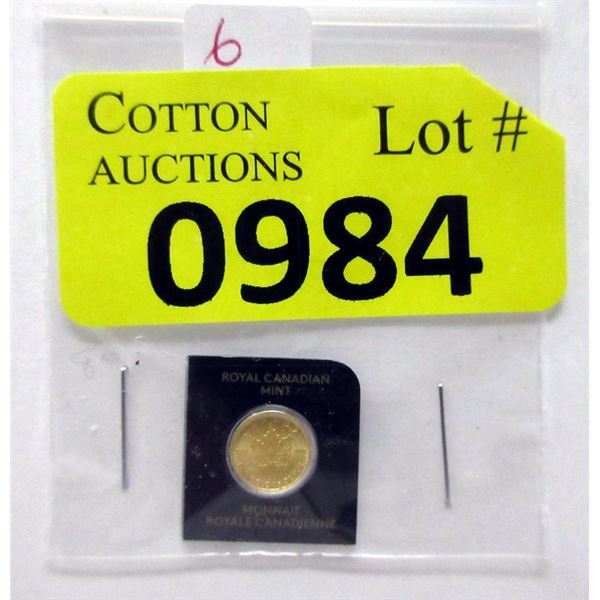 6
COTTON
AUCTIONS
Lot #
0984
ROYAL CANADIAN
MINT
MONNAIE
ROYALE CANADIENNE